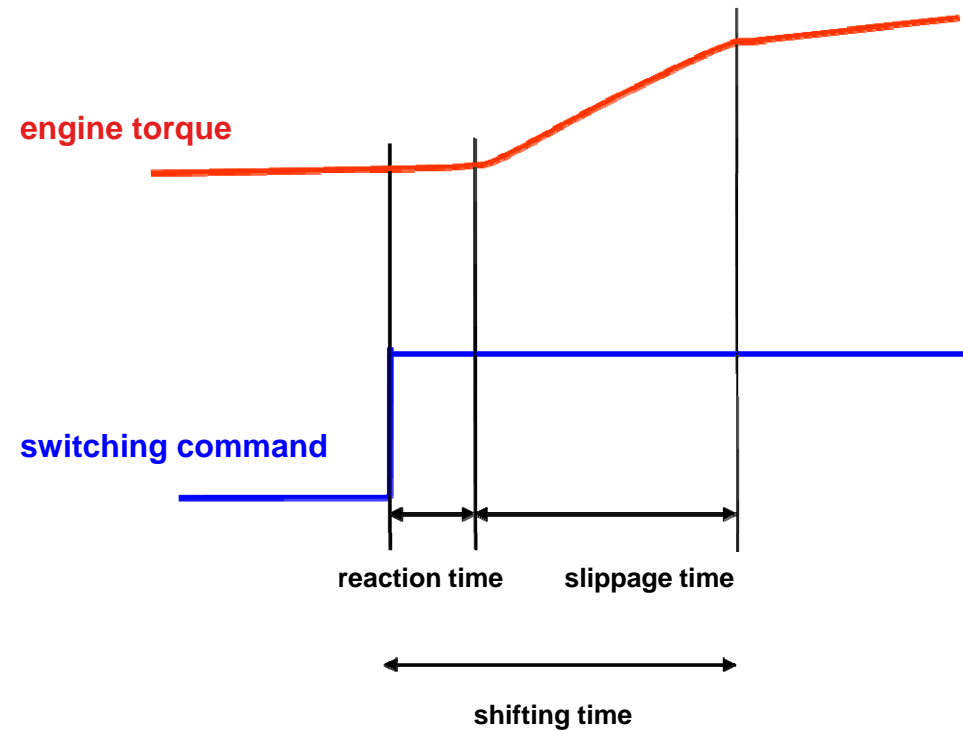 engine torque
switching command
reaction time
slippage time
shifting time